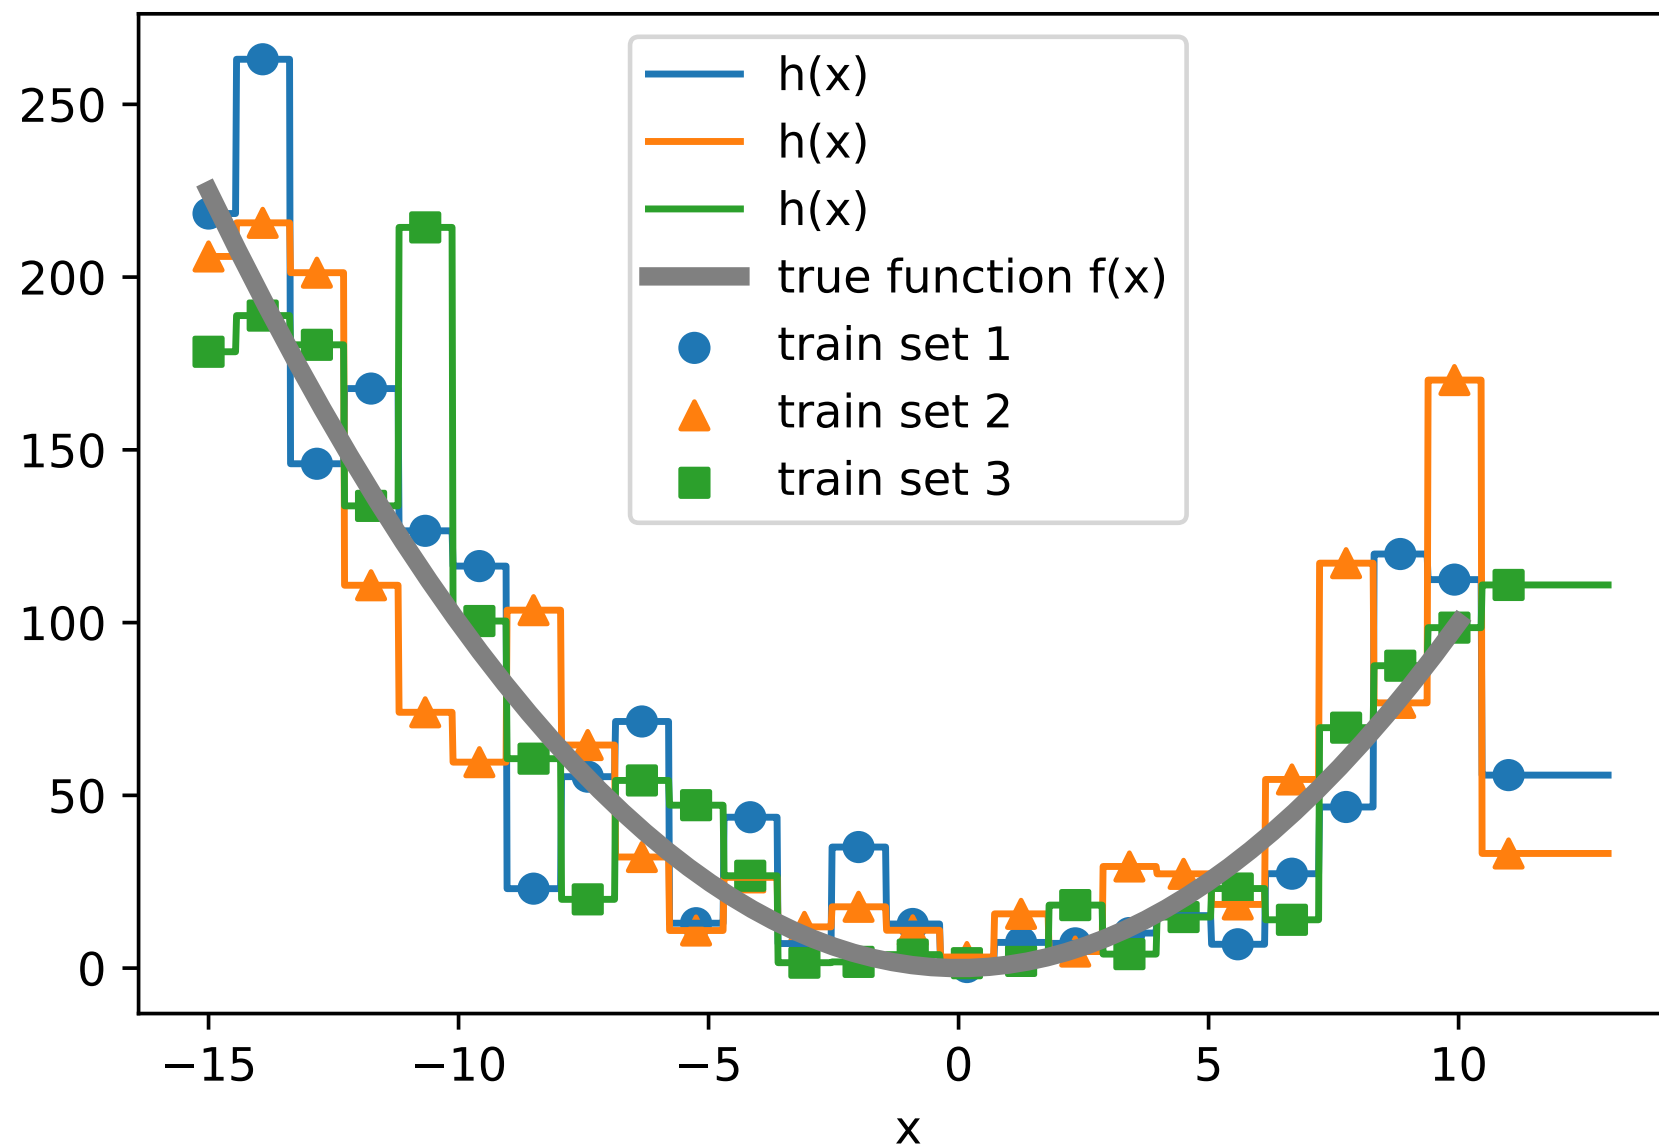 h(x)
h(x)
h(x)
true function f(x)
train set 1
train set 2
train set 3
250
200
150
100
50
0
−15
−10
−5
0
5
10
x